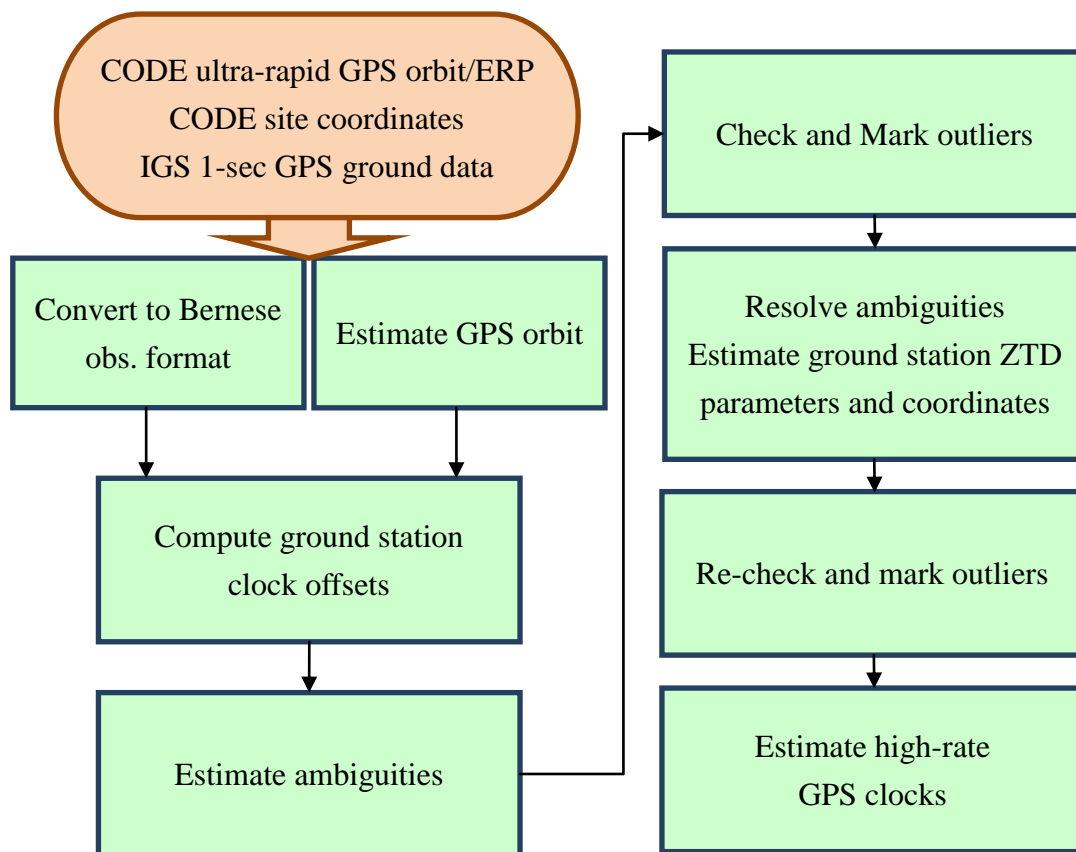 CODE ultra-rapid GPS orbit/ERP
CODE site coordinates
IGS 1-sec GPS ground data
Convert to Bernese
obs. format
Estimate GPS orbit
Compute ground station
clock offsets
Estimate ambiguities
Check and Mark outliers
Resolve ambiguities
Estimate ground station ZTD
parameters and coordinates
Re-check and mark outliers
Estimate high-rate
GPS clocks